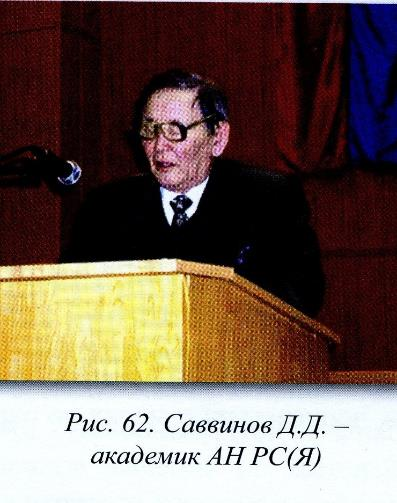 Рис. 62. Саввинов Д.Д. –
академик АН РС(Я)